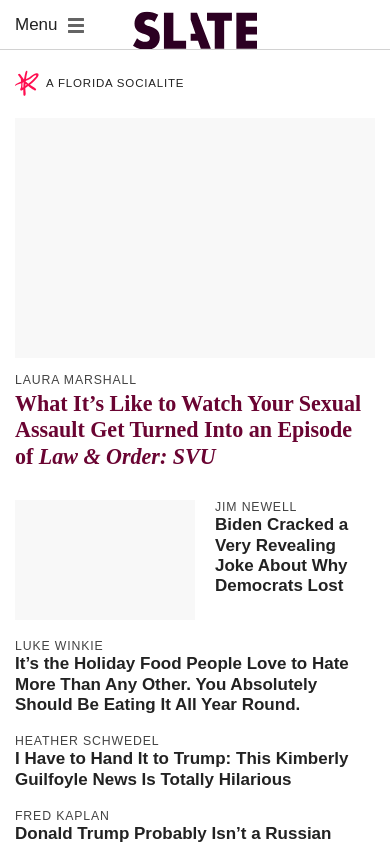 Menu
SLATE
A FLORIDA SOCIALITE
LAURA MARSHALL
What It’s Like to Watch Your Sexual
Assault Get Turned Into an Episode
of Law & Order: SVU
JIM NEWELL
Biden Cracked a
Very Revealing
Joke About Why
Democrats Lost
LUKE WINKIE
It’s the Holiday Food People Love to Hate
More Than Any Other. You Absolutely
Should Be Eating It All Year Round.
HEATHER SCHWEDEL
I Have to Hand It to Trump: This Kimberly
Guilfoyle News Is Totally Hilarious
FRED KAPLAN
Donald Trump Probably Isn’t a Russian